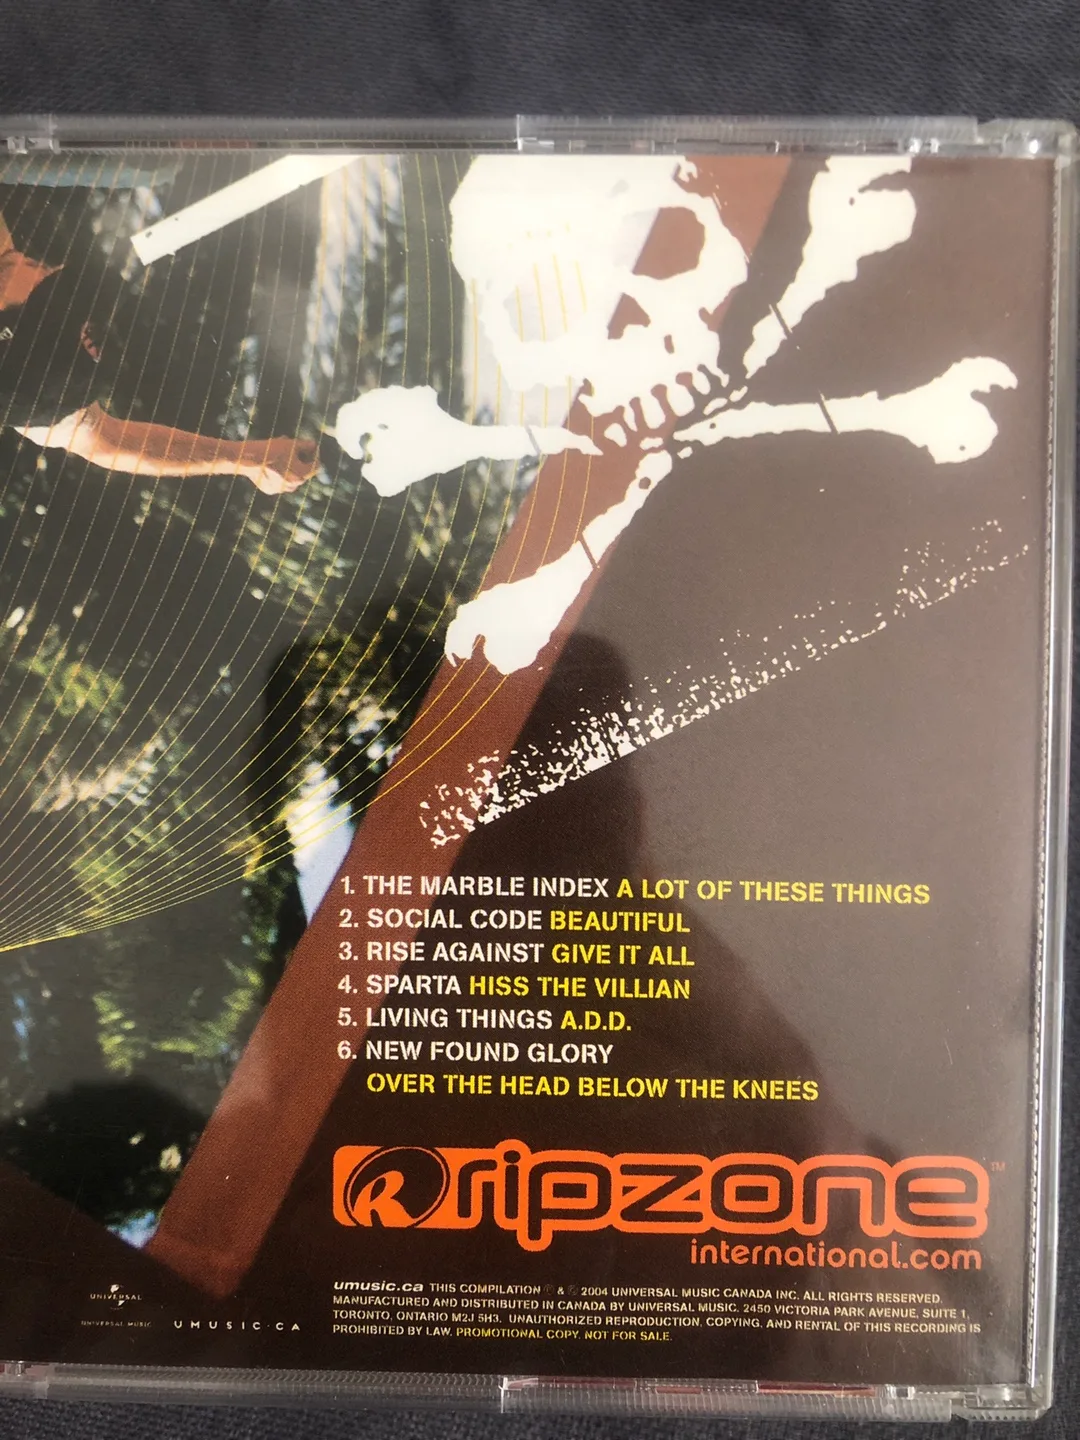 1. THE MARBLE INDEX A LOT OF THESE THINGS
2. SOCIAL CODE BEAUTIFUL
3. RISE AGAINST GIVE IT ALL
4. SPARTA HISS THE VILLIAN
5. LIVING THINGS A.D.D.
6. NEW FOUND GLORY
OVER THE HEAD BELOW THE KNEES
R ripzone™
international.com
umusic.ca THIS COMPILATION ℗ & © 2004 UNIVERSAL MUSIC CANADA INC. ALL RIGHTS RESERVED.
MANUFACTURED AND DISTRIBUTED IN CANADA BY UNIVERSAL MUSIC. 2450 VICTORIA PARK AVENUE, SUITE 1,
TORONTO, ONTARIO M2J 5H3. UNAUTHORIZED REPRODUCTION, COPYING, AND RENTAL OF THIS RECORDING IS
PROHIBITED BY LAW. PROMOTIONAL COPY. NOT FOR SALE.
UNIVERSAL
UNIVERSAL MUSIC
UMUSIC.CA